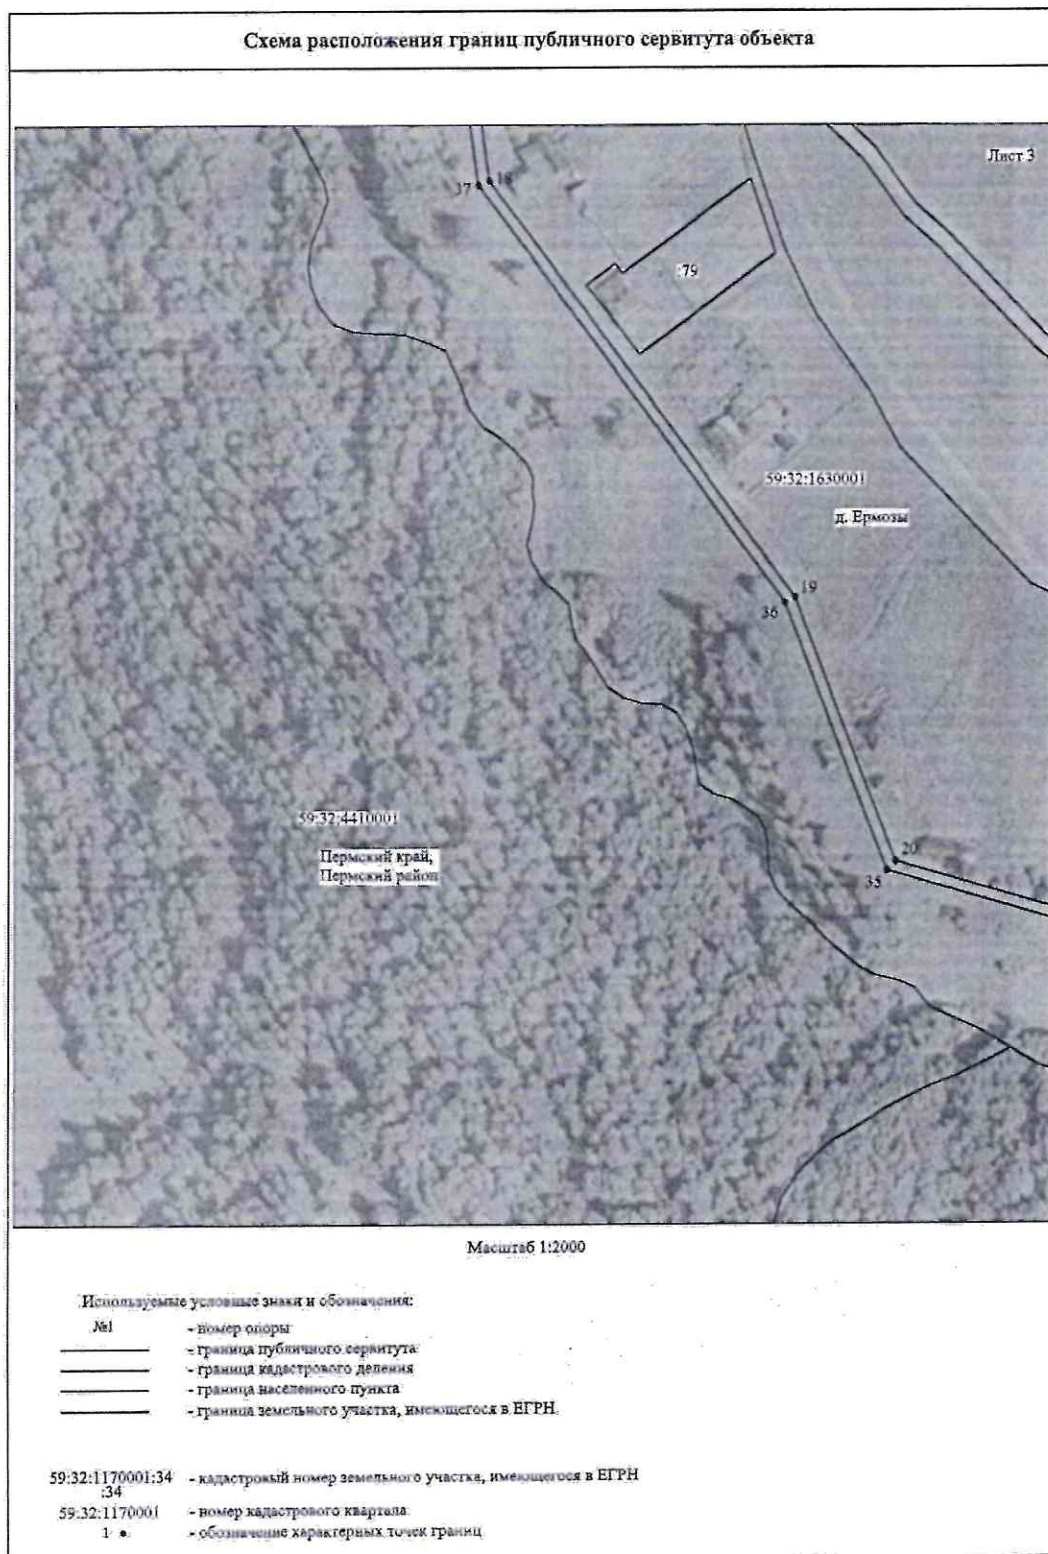 Схема расположения границ публичного сервитута объекта
Лист 3
37
18
:79
59:32:1630001
д. Ермозы
19
36
59:32:4410001
Пермский край,
Пермский район
20
35
Масштаб 1:2000
Используемые условные знаки и обозначения:
№1 - номер опоры
- граница публичного сервитута
- граница кадастрового деления
- граница населенного пункта
- граница земельного участка, имеющегося в ЕГРН.
59:32:1170001:34 - кадастровый номер земельного участка, имеющегося в ЕГРН
:34
59:32:1170001 - номер кадастрового квартала
1 • - обозначение характерных точек границ